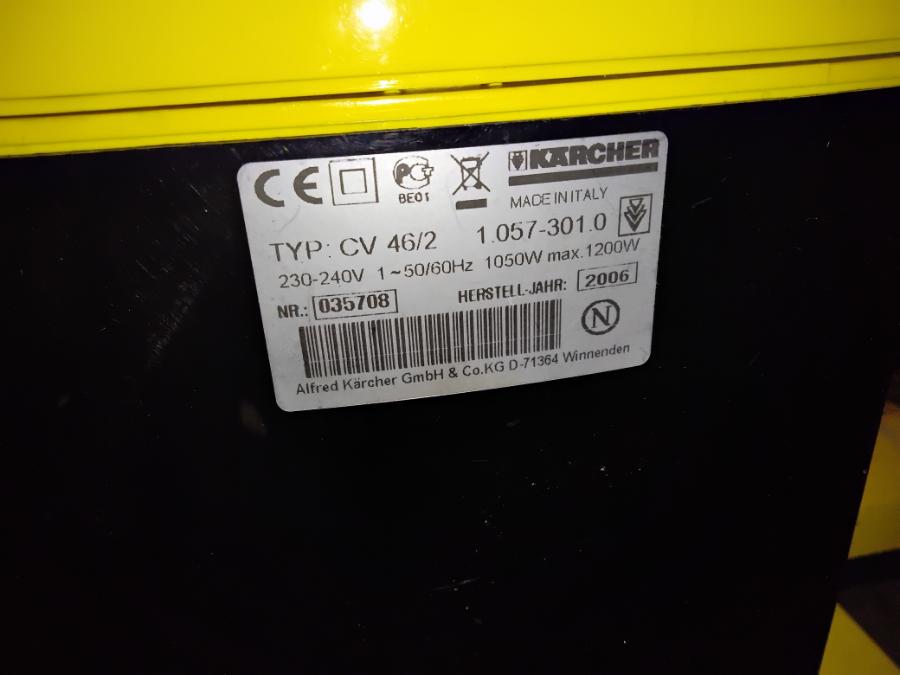 CE PCT BE01 KÄRCHER
MADE IN ITALY
TYP: CV 46/2 1.057-301.0
230-240V 1~50/60Hz 1050W max.1200W
NR.: 035708 HERSTELL-JAHR: 2006
N
Alfred Kärcher GmbH & Co.KG D-71364 Winnenden